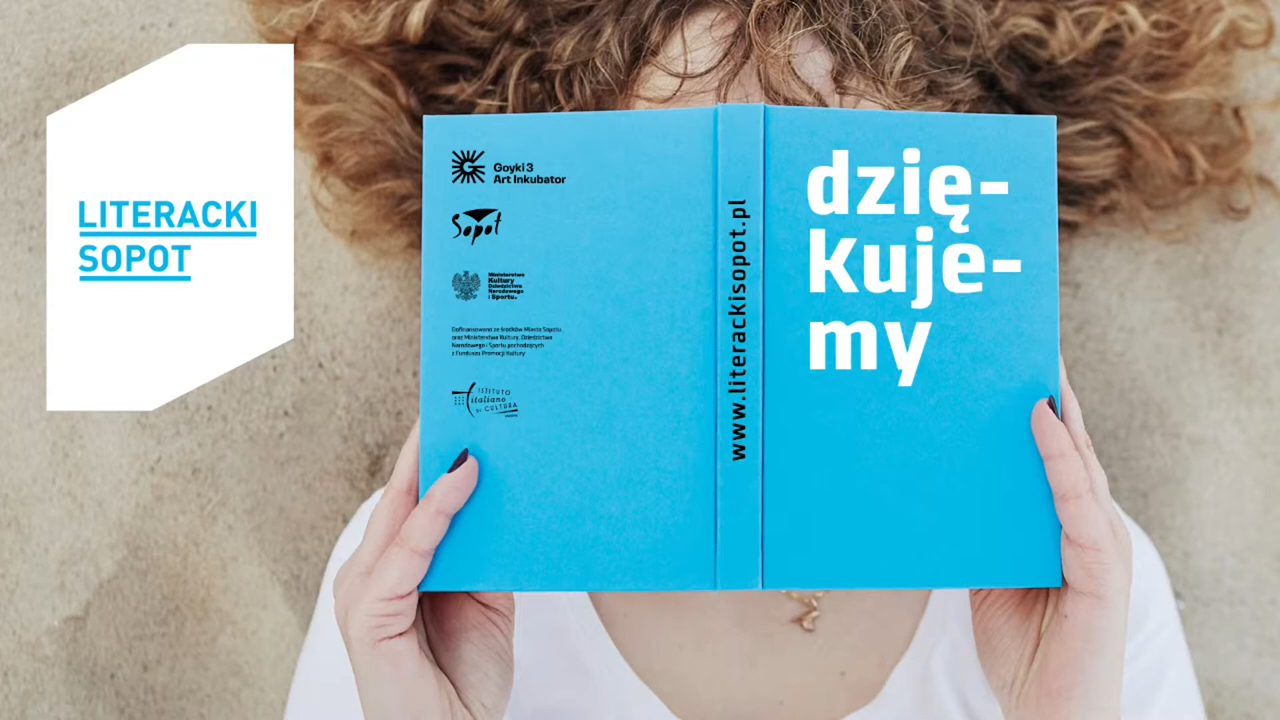 LITERACKI
SOPOT
Goyki 3
Art Inkubator
Sopot
Ministerstwo
Kultury
Dziedzictwa
Narodowego
i Sportu.
Dofinansowano ze środków Miasta Sopotu
oraz Ministerstwa Kultury, Dziedzictwa
Narodowego i Sportu pochodzących
z Funduszu Promocji Kultury
ISTITUTO
italiano
DI CULTURA
www.literackisopot.pl
dzię-
kuje-
my